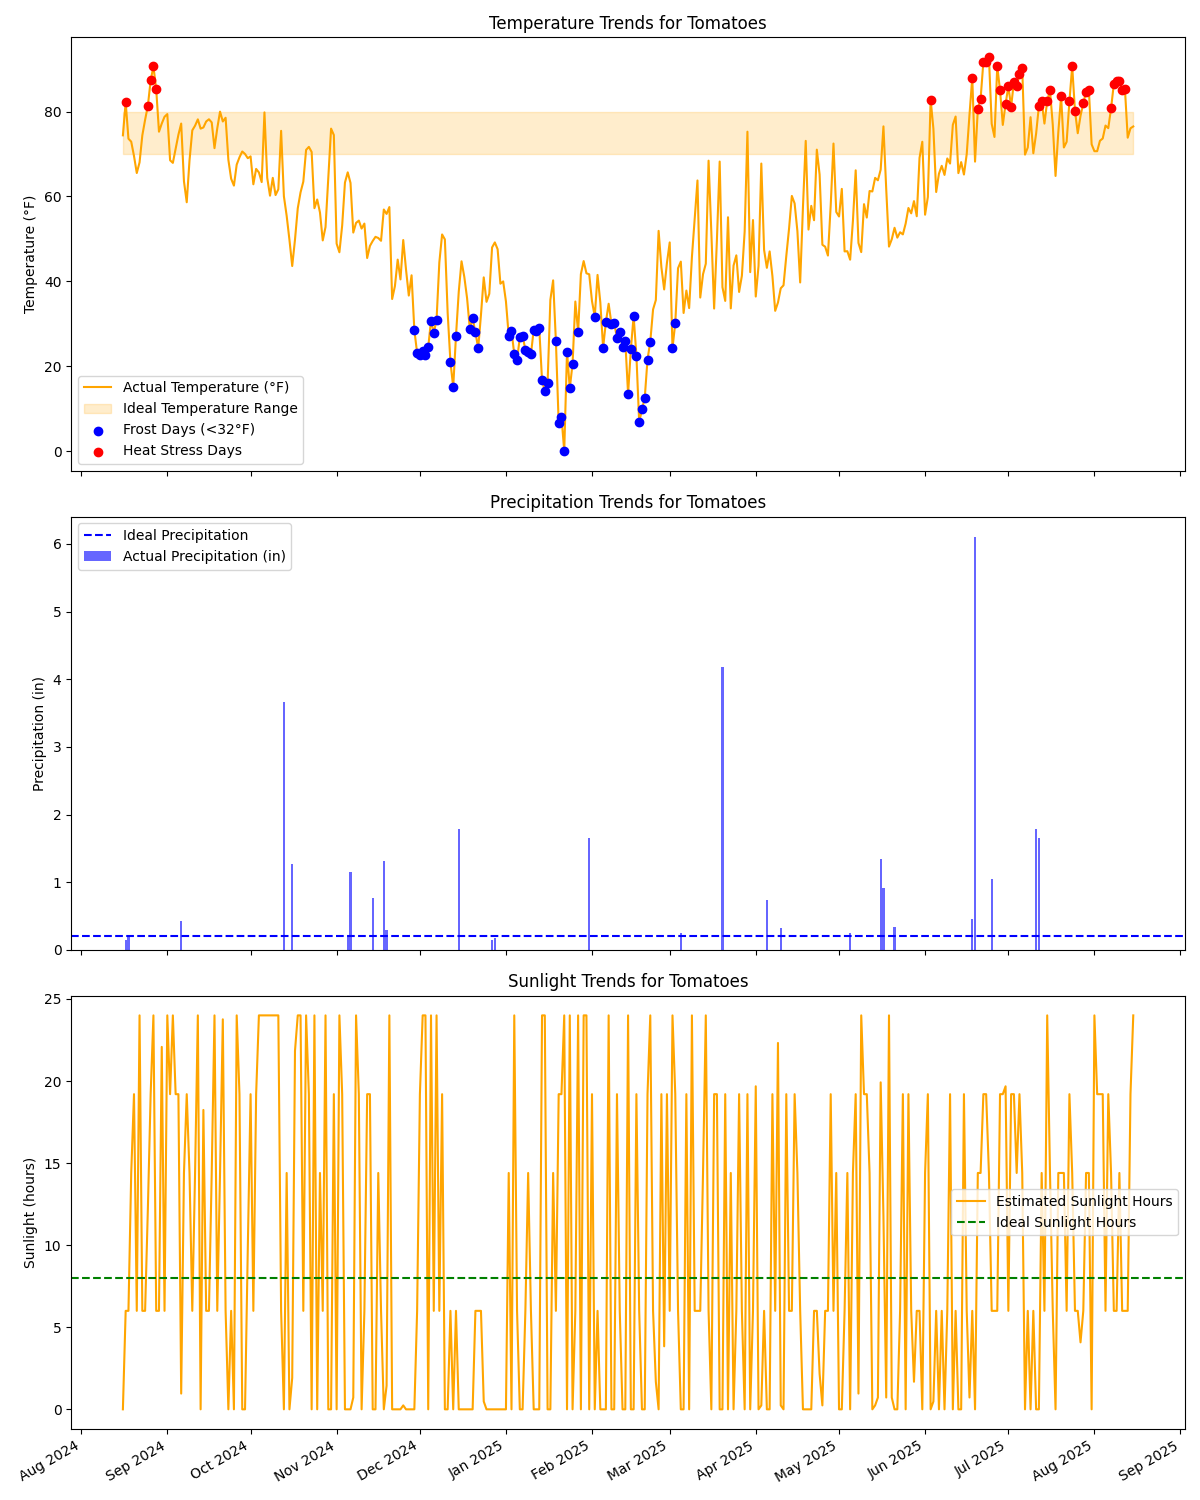 Temperature Trends for Tomatoes
Temperature (°F)
80
60
40
20
0
Actual Temperature (°F)
Ideal Temperature Range
Frost Days (<32°F)
Heat Stress Days
Precipitation Trends for Tomatoes
Precipitation (in)
6
5
4
3
2
1
0
Ideal Precipitation
Actual Precipitation (in)
Sunlight Trends for Tomatoes
Sunlight (hours)
25
20
15
10
5
0
Estimated Sunlight Hours
Ideal Sunlight Hours
Aug 2024
Sep 2024
Oct 2024
Nov 2024
Dec 2024
Jan 2025
Feb 2025
Mar 2025
Apr 2025
May 2025
Jun 2025
Jul 2025
Aug 2025
Sep 2025